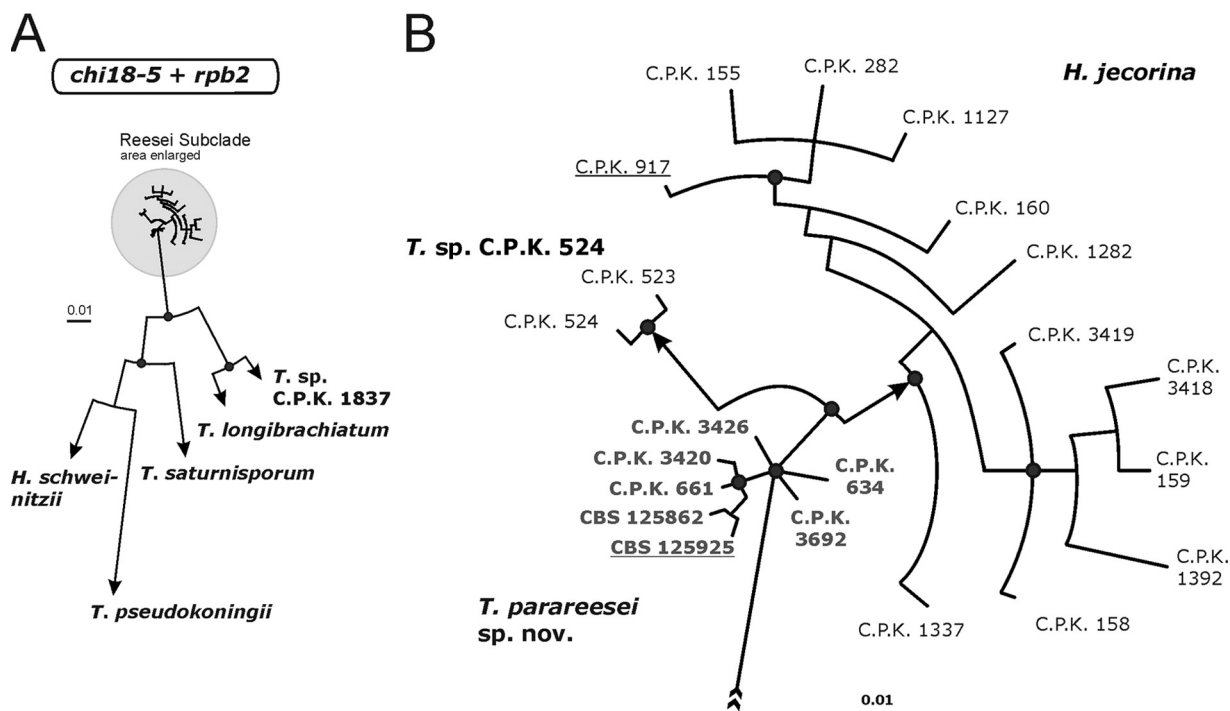 A
chi18-5 + rpb2
Reesei Subclade
area enlarged
0.01
T. sp.
C.P.K. 1837
T. longibrachiatum
H. schwei-
nitzii
T. saturnisporum
T. pseudokoningii
B
H. jecorina
C.P.K. 155
C.P.K. 282
C.P.K. 1127
C.P.K. 917
C.P.K. 160
T. sp. C.P.K. 524
C.P.K. 1282
C.P.K. 523
C.P.K. 524
C.P.K. 3419
C.P.K.
3418
C.P.K. 3426
C.P.K. 3420
C.P.K. 661
C.P.K.
634
C.P.K.
159
CBS 125862
C.P.K.
3692
CBS 125925
C.P.K.
1392
T. parareesei
sp. nov.
C.P.K. 1337
C.P.K. 158
0.01